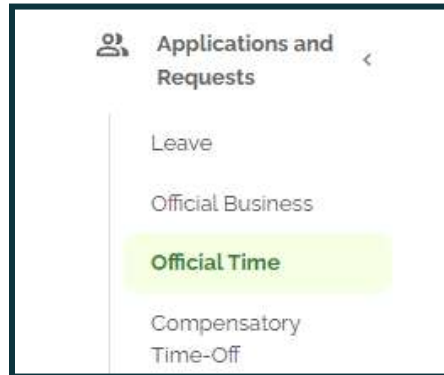 Applications and
Requests
Leave
Official Business
Official Time
Compensatory
Time-Off